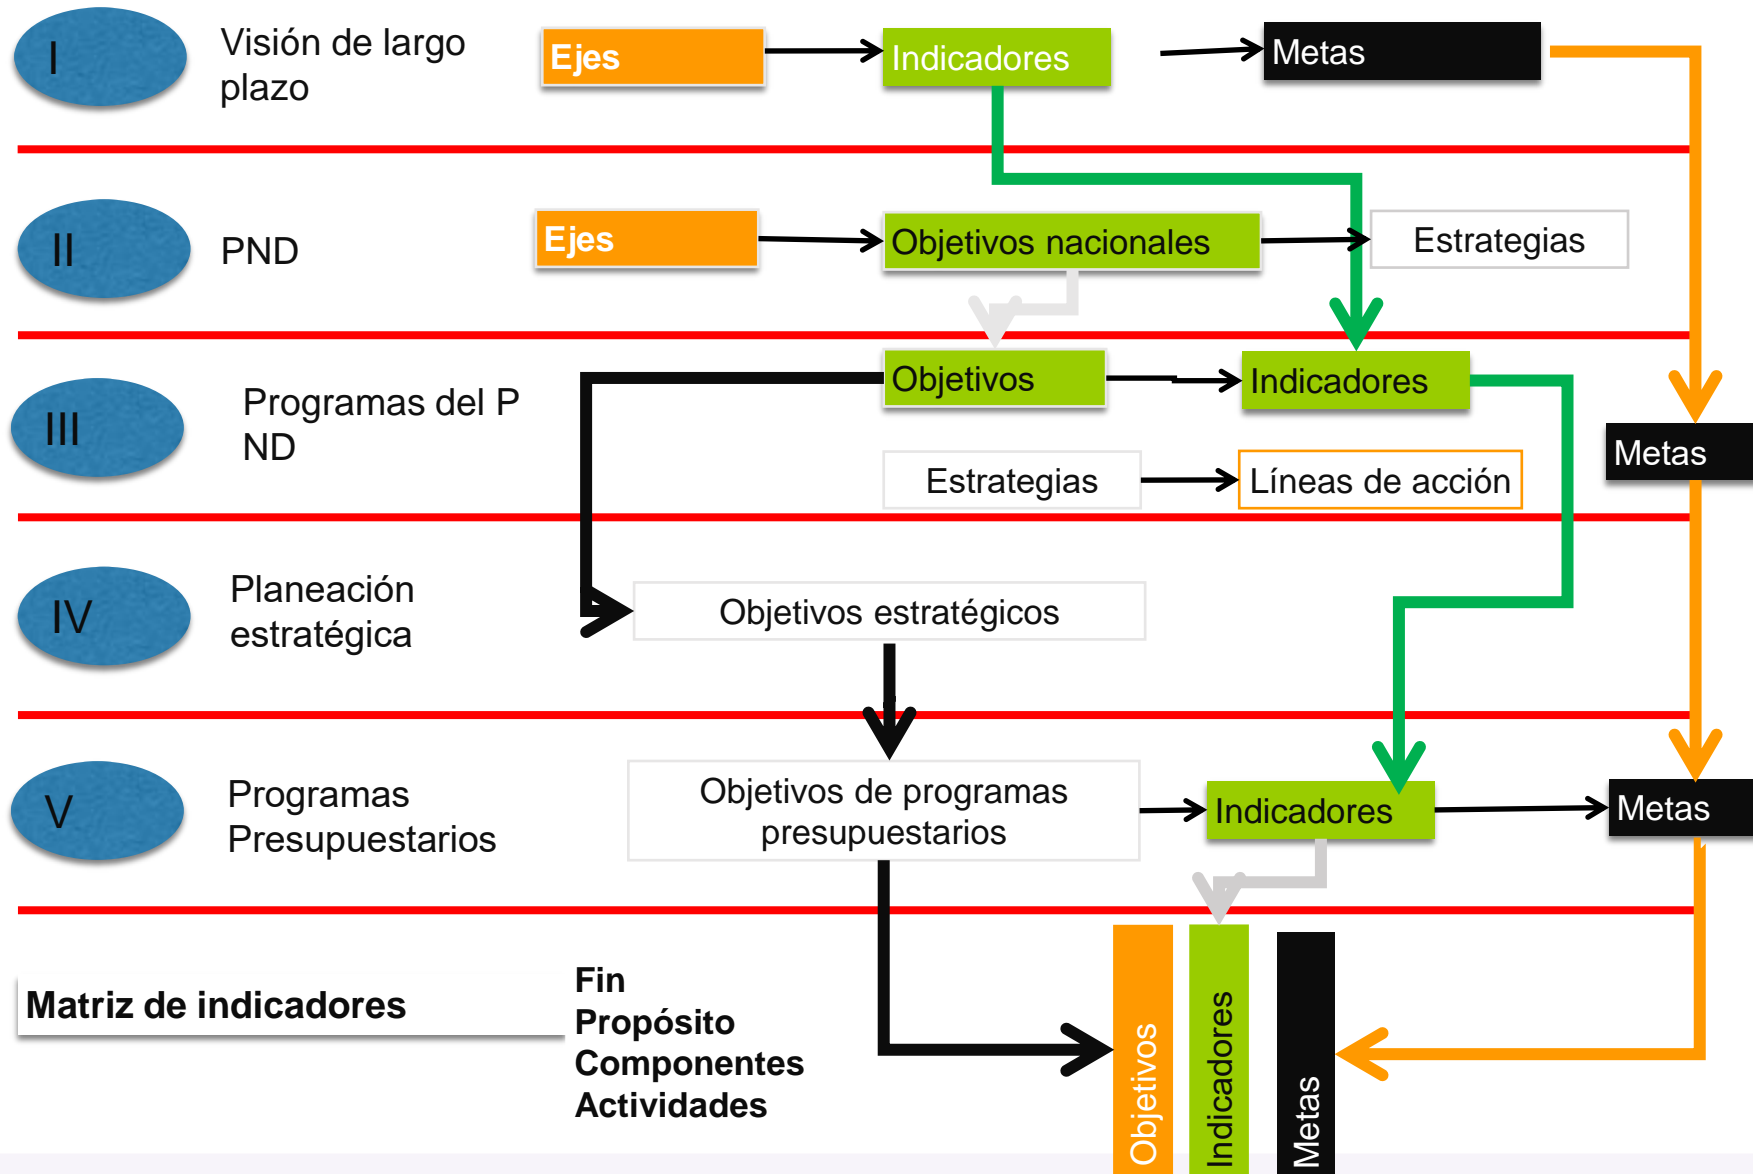 I
Visión de largo
plazo
Ejes
Indicadores
Metas
II
PND
Ejes
Objetivos nacionales
Estrategias
III
Programas del P
ND
Objetivos
Indicadores
Estrategias
Líneas de acción
Metas
IV
Planeación
estratégica
Objetivos estratégicos
V
Programas
Presupuestarios
Objetivos de programas
presupuestarios
Indicadores
Metas
Matriz de indicadores
Fin
Propósito
Componentes
Actividades
Objetivos
Indicadores
Metas